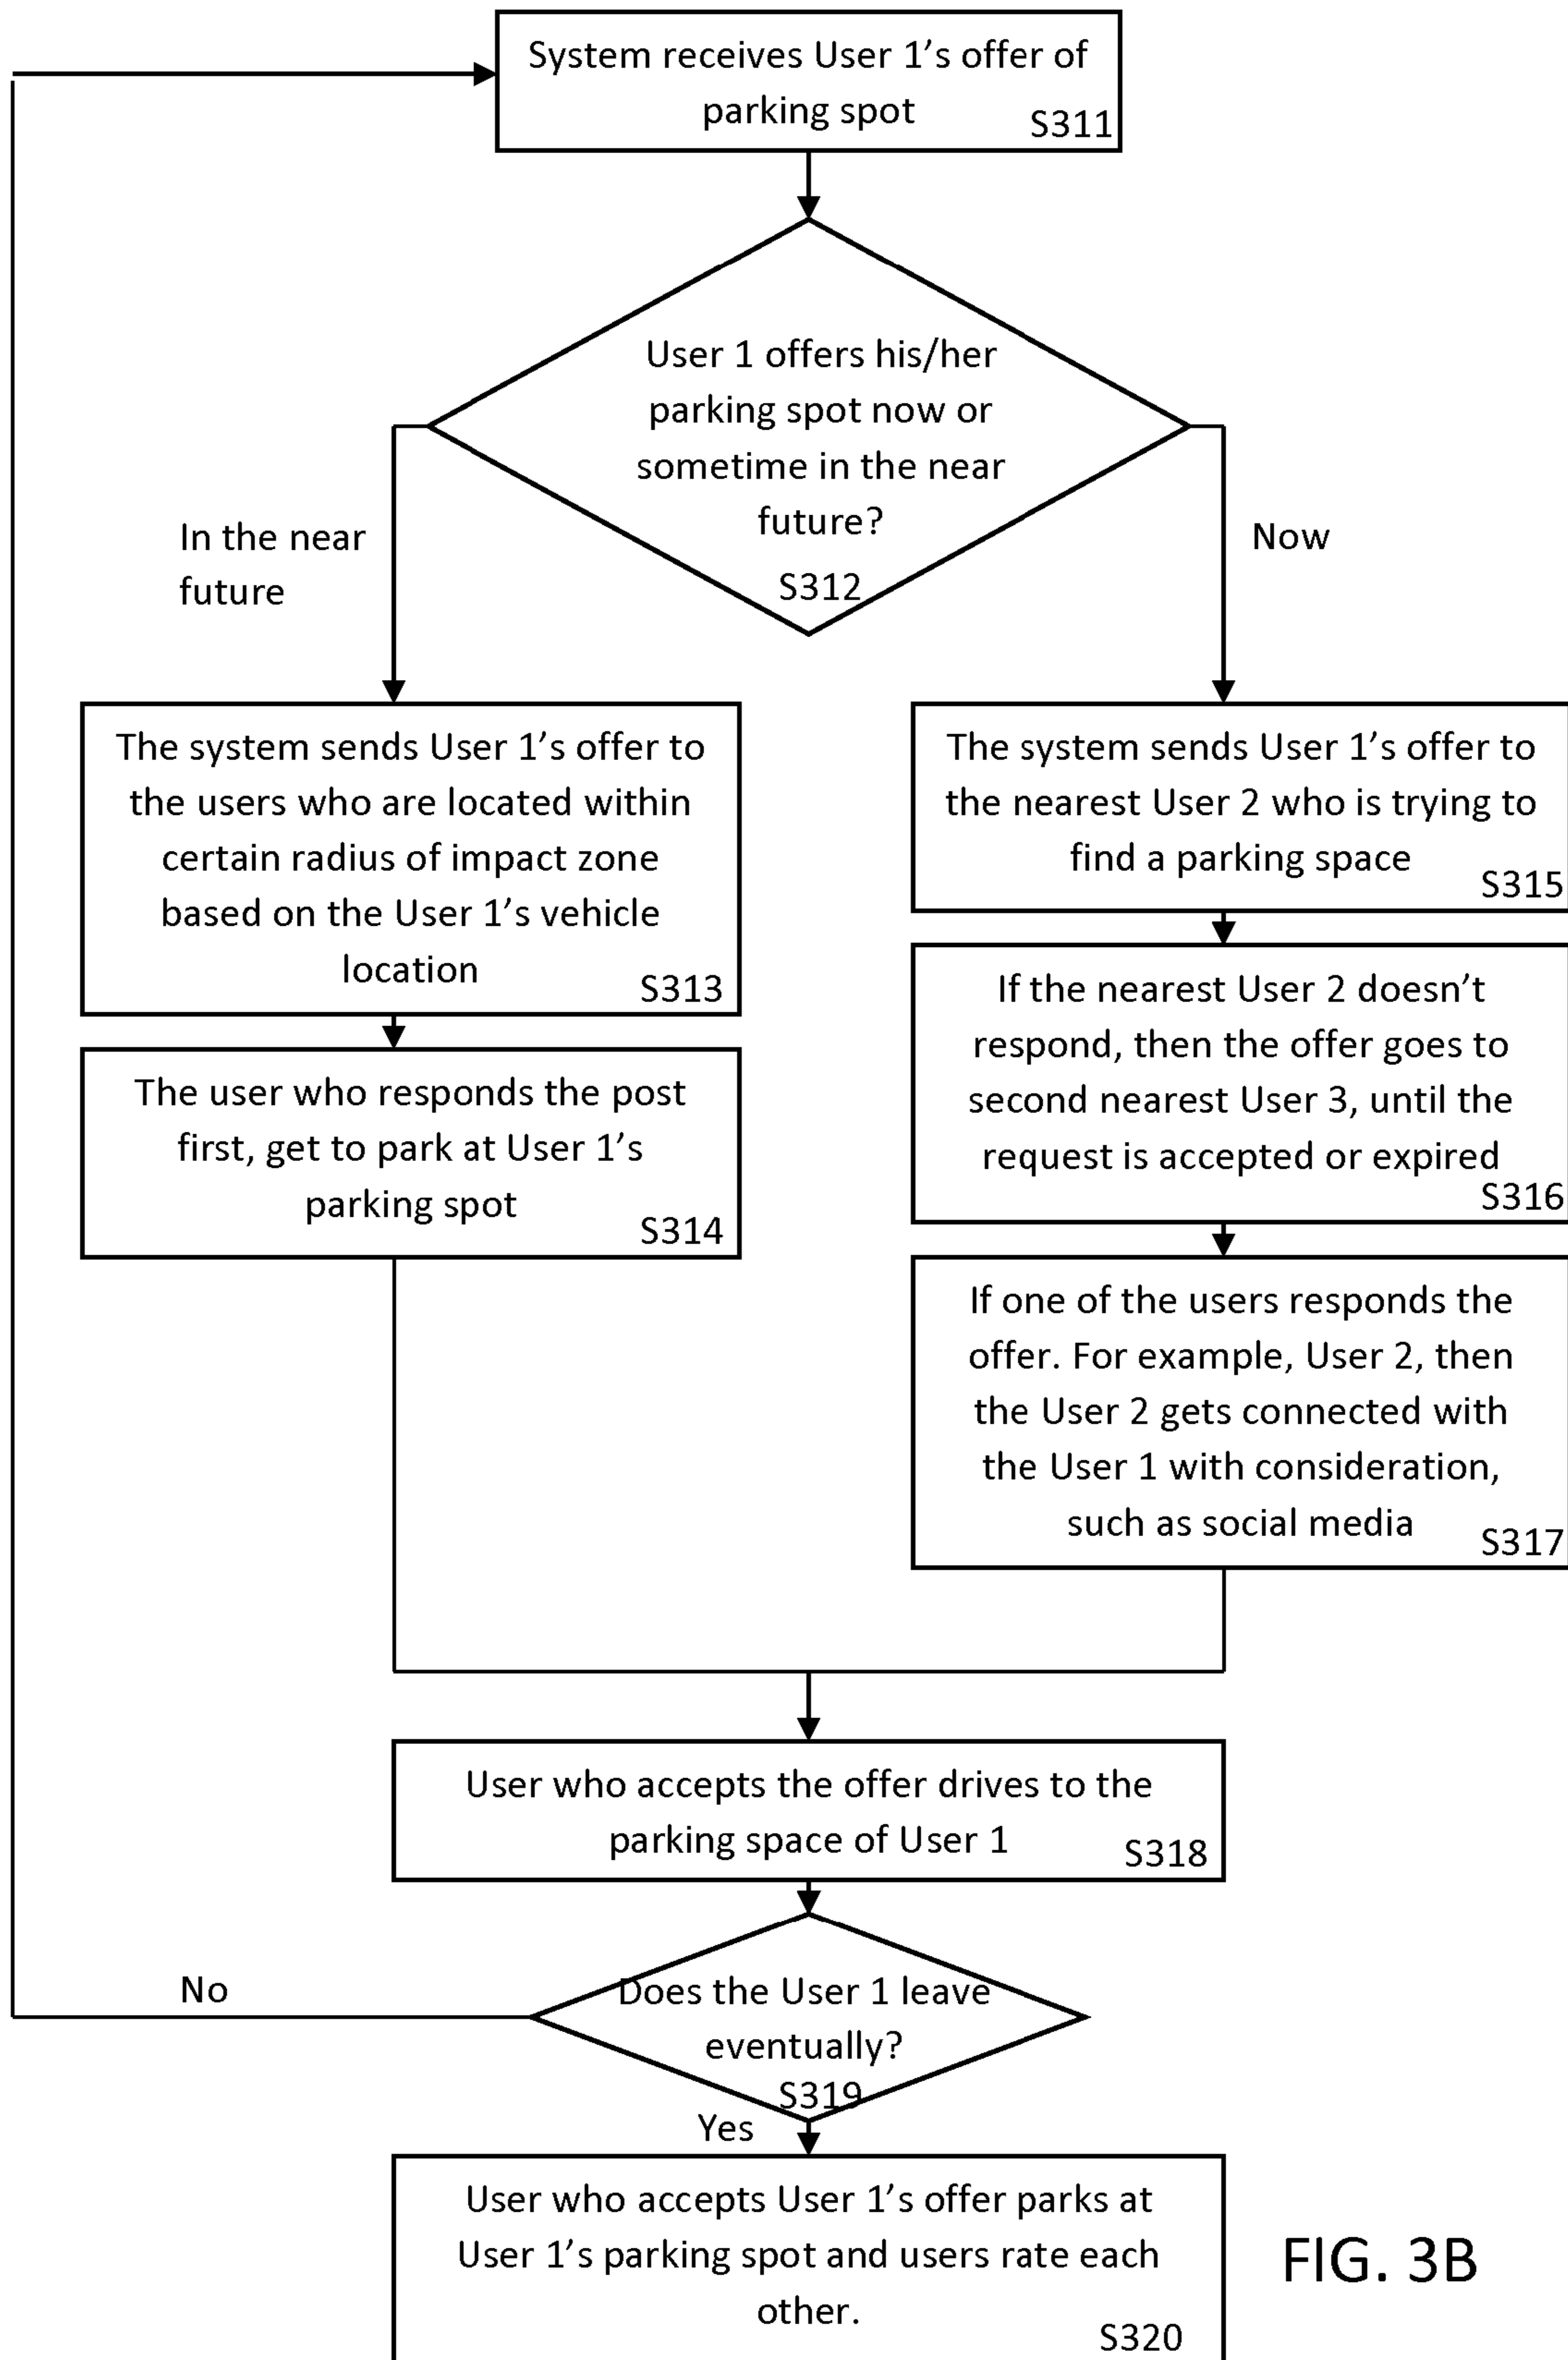 System receives User 1’s offer of
parking spot
S311
User 1 offers his/her
parking spot now or
sometime in the near
future?
S312
In the near
future
Now
The system sends User 1’s offer to
the users who are located within
certain radius of impact zone
based on the User 1’s vehicle
location
S313
The user who responds the post
first, get to park at User 1’s
parking spot
S314
The system sends User 1’s offer to
the nearest User 2 who is trying to
find a parking space
S315
If the nearest User 2 doesn’t
respond, then the offer goes to
second nearest User 3, until the
request is accepted or expired
S316
If one of the users responds the
offer. For example, User 2, then
the User 2 gets connected with
the User 1 with consideration,
such as social media
S317
User who accepts the offer drives to the
parking space of User 1
S318
Does the User 1 leave
eventually?
S319
No
Yes
User who accepts User 1’s offer parks at
User 1’s parking spot and users rate each
other.
S320
FIG. 3B